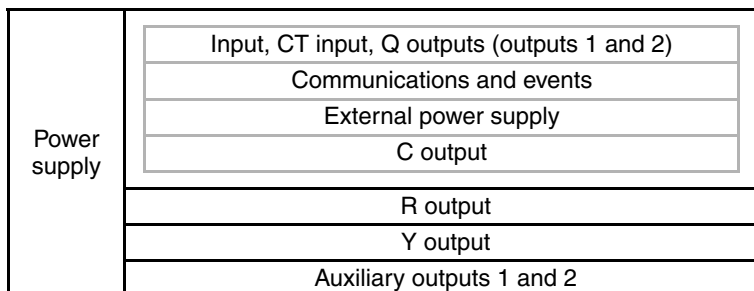 Power
supply
Input, CT input, Q outputs (outputs 1 and 2)
Communications and events
External power supply
C output
R output
Y output
Auxiliary outputs 1 and 2